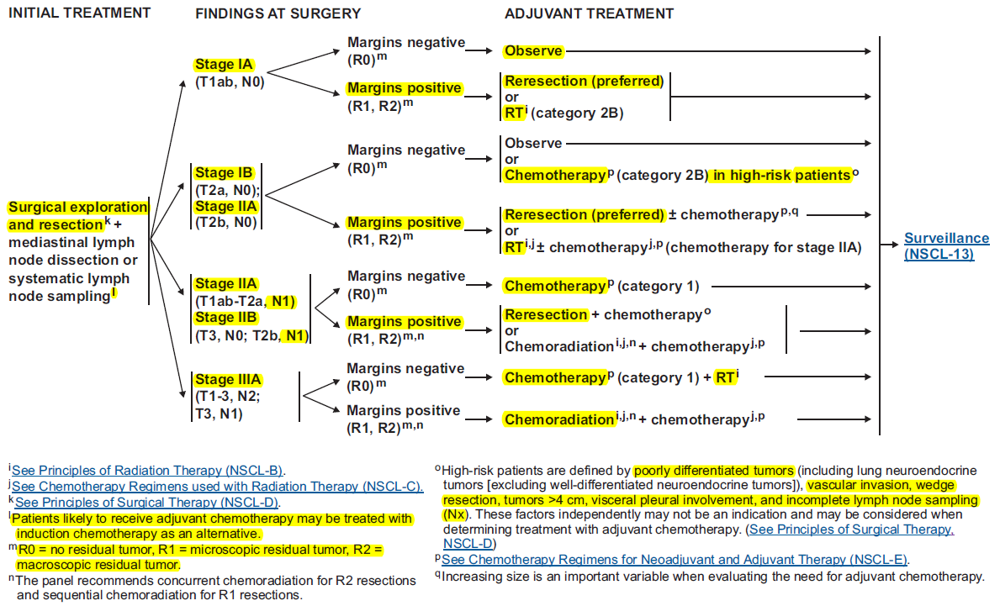 INITIAL TREATMENT
FINDINGS AT SURGERY
ADJUVANT TREATMENT
Surgical exploration
and resectionᵏ +
mediastinal lymph
node dissection or
systematic lymph
node samplingˡ
Stage IA
(T1ab, N0)
Margins negative
(R0)ᵐ
Observe
Margins positive
(R1, R2)ᵐ
Reresection (preferred)
or
RTⁱ (category 2B)
Stage IB
(T2a, N0);
Stage IIA
(T2b, N0)
Margins negative
(R0)ᵐ
Observe
or
Chemotherapyᵖ (category 2B) in high-risk patientsᵒ
Margins positive
(R1, R2)ᵐ
Reresection (preferred) ± chemotherapyᵖ,q
or
RTⁱ,ʲ ± chemotherapyʲ,ᵖ (chemotherapy for stage IIA)
Stage IIA
(T1ab-T2a, N1)
Stage IIB
(T3, N0; T2b, N1)
Margins negative
(R0)ᵐ
Chemotherapyᵖ (category 1)
Margins positive
(R1, R2)ᵐ,ⁿ
Reresection + chemotherapyᵒ
or
Chemoradiationⁱ,ʲ,ⁿ + chemotherapyʲ,ᵖ
Stage IIIA
(T1-3, N2;
T3, N1)
Margins negative
(R0)ᵐ
Chemotherapyᵖ (category 1) + RTⁱ
Margins positive
(R1, R2)ᵐ,ⁿ
Chemoradiationⁱ,ʲ,ⁿ + chemotherapyʲ,ᵖ
Surveillance
(NSCL-13)
ⁱSee Principles of Radiation Therapy (NSCL-B).
ʲSee Chemotherapy Regimens used with Radiation Therapy (NSCL-C).
ᵏSee Principles of Surgical Therapy (NSCL-D).
ˡPatients likely to receive adjuvant chemotherapy may be treated with
induction chemotherapy as an alternative.
ᵐR0 = no residual tumor, R1 = microscopic residual tumor, R2 =
macroscopic residual tumor.
ⁿThe panel recommends concurrent chemoradiation for R2 resections
and sequential chemoradiation for R1 resections.
ᵒHigh-risk patients are defined by poorly differentiated tumors (including lung neuroendocrine
tumors [excluding well-differentiated neuroendocrine tumors]), vascular invasion, wedge
resection, tumors >4 cm, visceral pleural involvement, and incomplete lymph node sampling
(Nx). These factors independently may not be an indication and may be considered when
determining treatment with adjuvant chemotherapy. (See Principles of Surgical Therapy,
NSCL-D)
ᵖSee Chemotherapy Regimens for Neoadjuvant and Adjuvant Therapy (NSCL-E).
qIncreasing size is an important variable when evaluating the need for adjuvant chemotherapy.